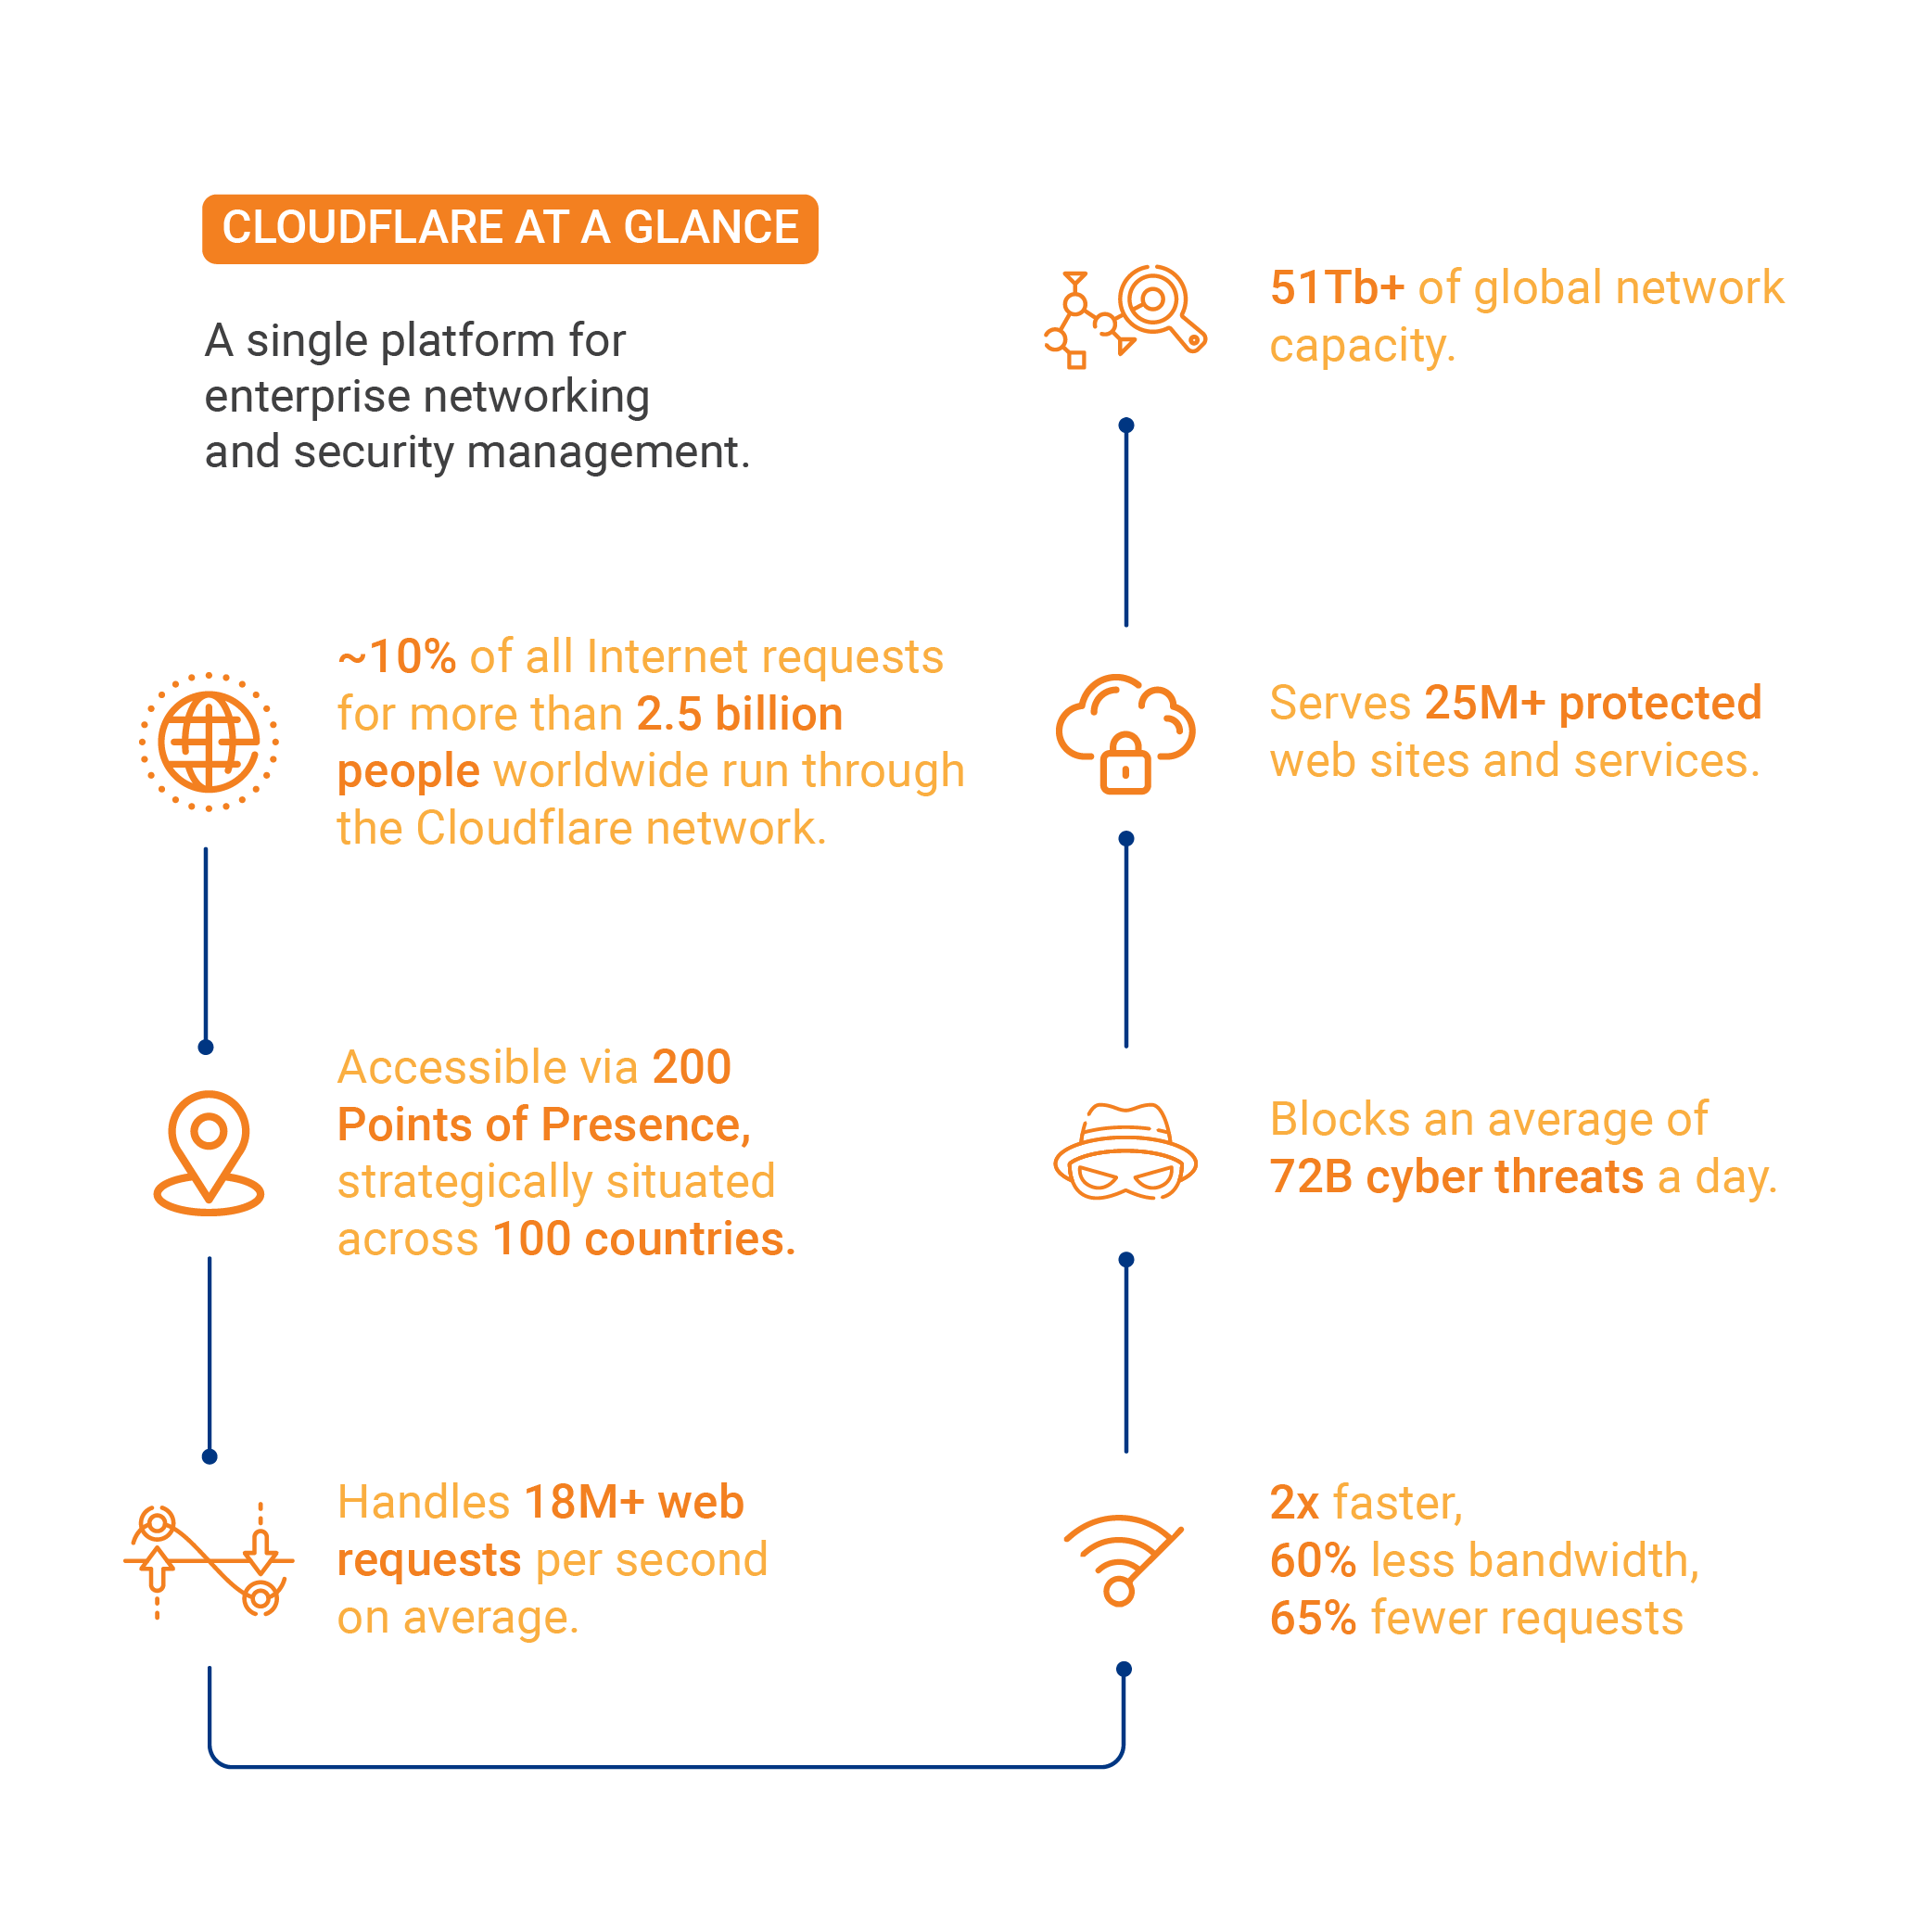 CLOUDFLARE AT A GLANCE
A single platform for
enterprise networking
and security management.
~10% of all Internet requests
for more than 2.5 billion
people worldwide run through
the Cloudflare network.
Accessible via 200
Points of Presence,
strategically situated
across 100 countries.
Handles 18M+ web
requests per second
on average.
2x faster,
60% less bandwidth,
65% fewer requests
Blocks an average of
72B cyber threats a day.
Serves 25M+ protected
web sites and services.
51Tb+ of global network
capacity.